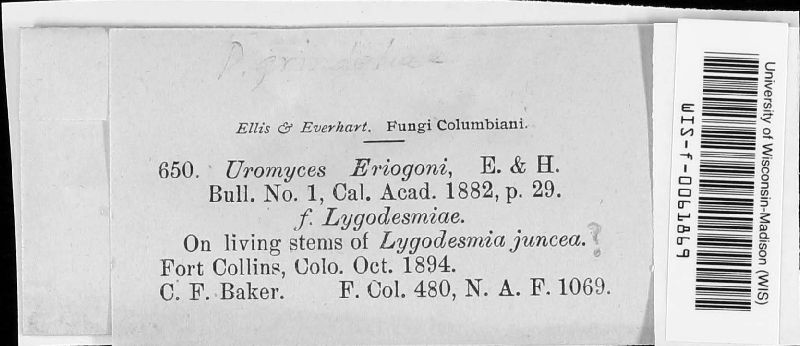 P. grindeliae
Ellis & Everhart. Fungi Columbiani.
650. Uromyces Eriogoni, E. & H.
Bull. No. 1, Cal. Acad. 1882, p. 29.
f. Lygodesmiae.
On living stems of Lygodesmia juncea. ?
Fort Collins, Colo. Oct. 1894.
C. F. Baker. F. Col. 480, N. A. F. 1069.
University of Wisconsin-Madison (WIS)
WIS-f-0061869